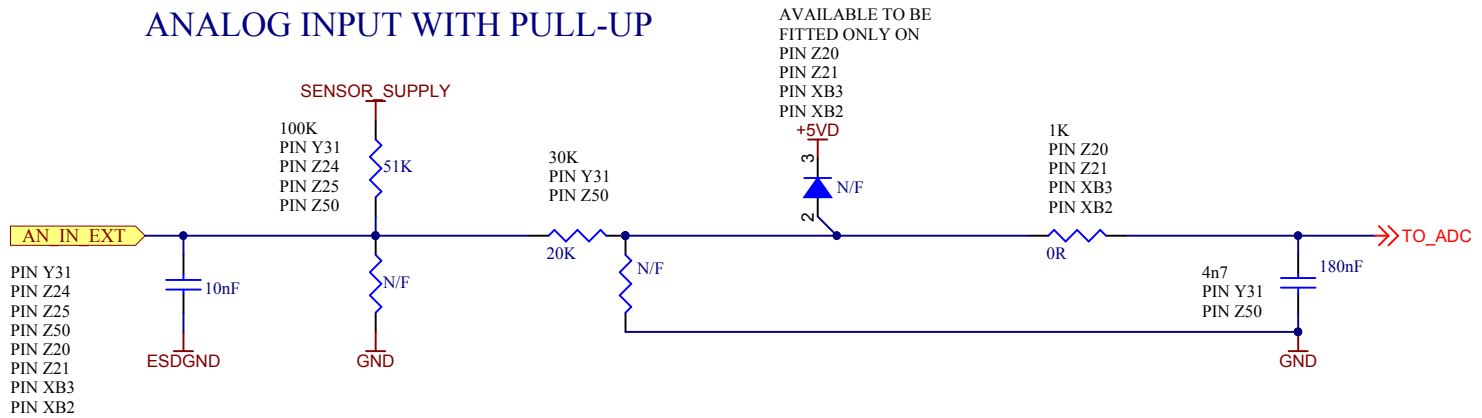 ANALOG INPUT WITH PULL-UP
AVAILABLE TO BE
FITTED ONLY ON
PIN Z20
PIN Z21
PIN XB3
PIN XB2
+5VD
3
N/F
2
SENSOR_SUPPLY
100K
PIN Y31
PIN Z24
PIN Z25
PIN Z50
51K
30K
PIN Y31
PIN Z50
20K
1K
PIN Z20
PIN Z21
PIN XB3
PIN XB2
0R
AN_IN_EXT
TO_ADC
PIN Y31
PIN Z24
PIN Z25
PIN Z50
PIN Z20
PIN Z21
PIN XB3
PIN XB2
10nF
ESDGND
N/F
GND
N/F
4n7
PIN Y31
PIN Z50
180nF
GND